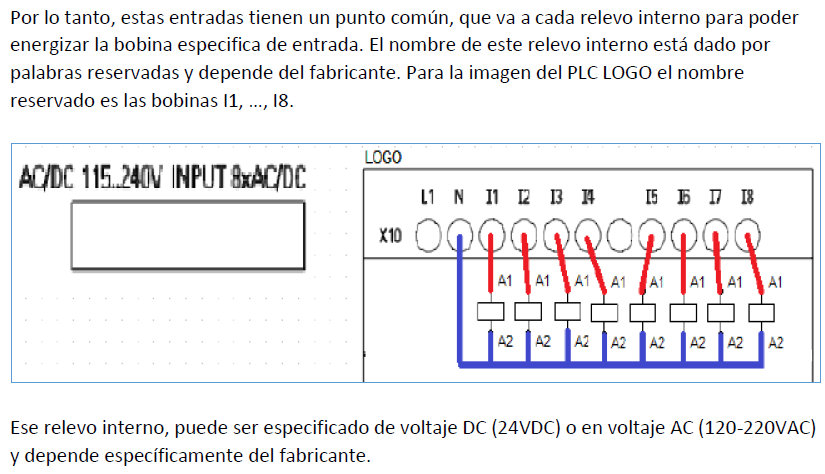 Por lo tanto, estas entradas tienen un punto común, que va a cada relevo interno para poder
energizar la bobina especifica de entrada. El nombre de este relevo interno está dado por
palabras reservadas y depende del fabricante. Para la imagen del PLC LOGO el nombre
reservado es las bobinas I1, …, I8.
LOGO
AC/DC 115..240V INPUT 8xAC/DC
L1 N I1 I2 I3 I4 I5 I6 I7 I8
X10
A1 A1 A1 A1 A1 A1 A1 A1
A2 A2 A2 A2 A2 A2 A2 A2
Ese relevo interno, puede ser especificado de voltaje DC (24VDC) o en voltaje AC (120-220VAC)
y depende específicamente del fabricante.